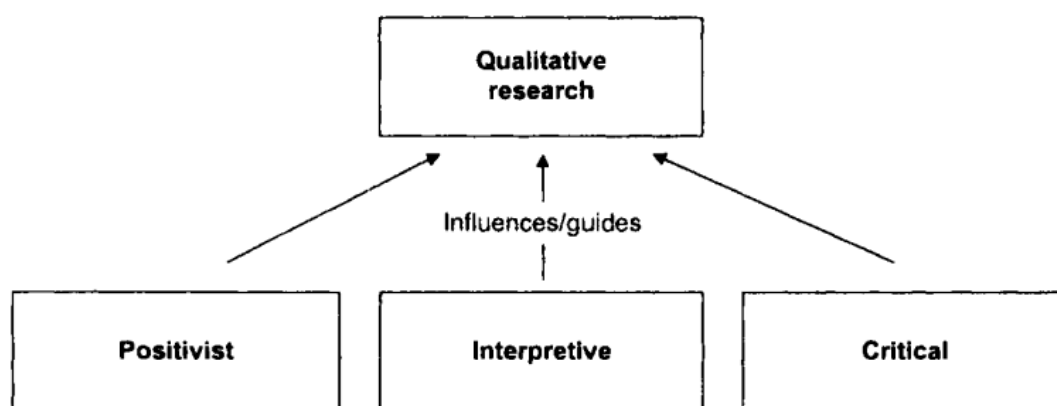 Qualitative
research
Influences/guides
Positivist
Interpretive
Critical